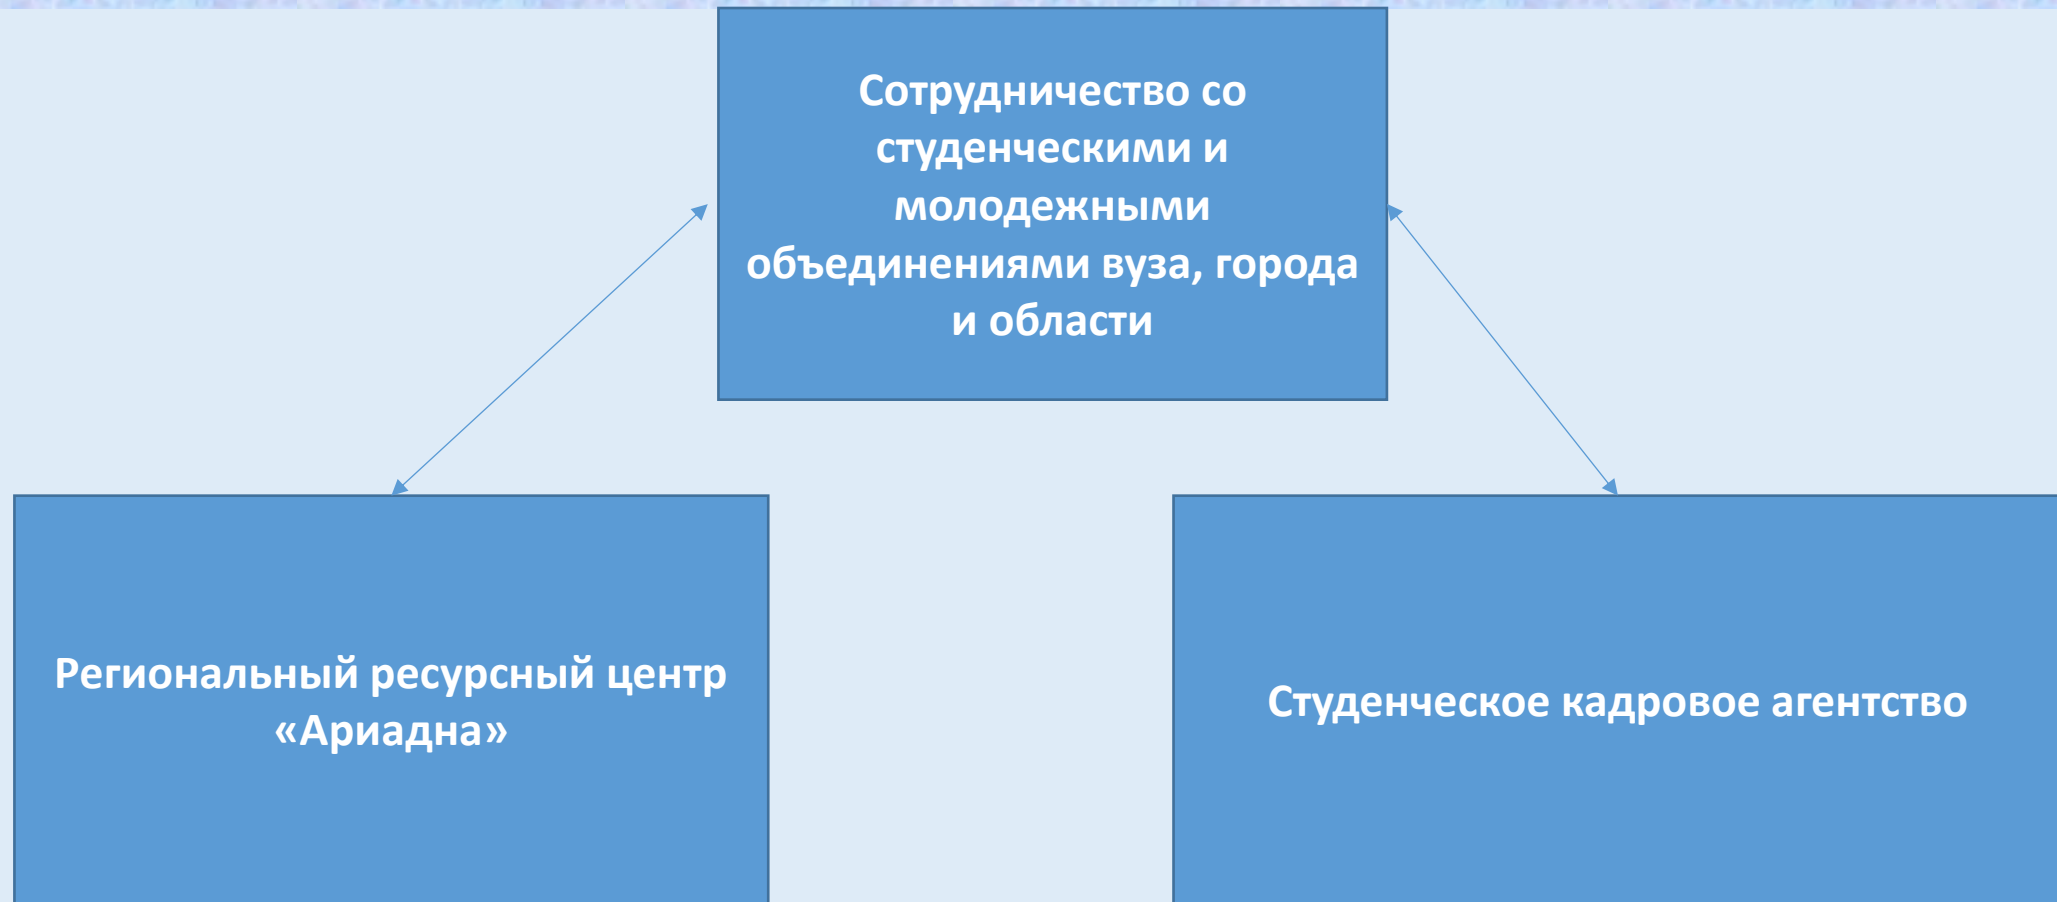 Сотрудничество со
студенческими и
молодежными
объединениями вуза, города
и области
Региональный ресурсный центр
«Ариадна»
Студенческое кадровое агентство